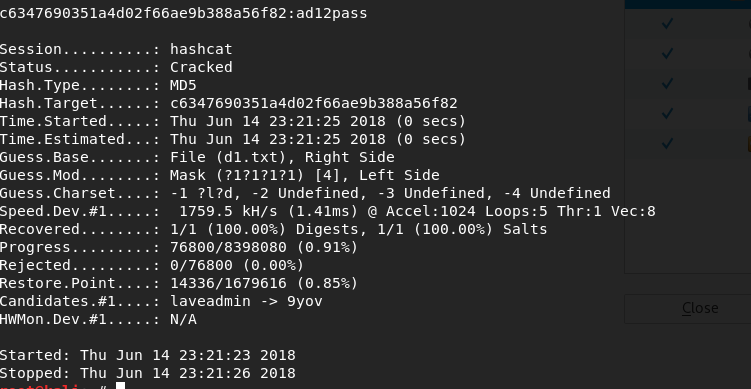 c6347690351a4d02f66ae9b388a56f82:ad12pass
Session..........: hashcat
Status...........: Cracked
Hash.Type........: MD5
Hash.Target......: c6347690351a4d02f66ae9b388a56f82
Time.Started.....: Thu Jun 14 23:21:25 2018 (0 secs)
Time.Estimated...: Thu Jun 14 23:21:25 2018 (0 secs)
Guess.Base.......: File (d1.txt), Right Side
Guess.Mod........: Mask (?1?1?1?1) [4], Left Side
Guess.Charset....: -1 ?l?d, -2 Undefined, -3 Undefined, -4 Undefined
Speed.Dev.#1.....:  1759.5 kH/s (1.41ms) @ Accel:1024 Loops:5 Thr:1 Vec:8
Recovered........: 1/1 (100.00%) Digests, 1/1 (100.00%) Salts
Progress.........: 76800/8398080 (0.91%)
Rejected.........: 0/76800 (0.00%)
Restore.Point....: 14336/1679616 (0.85%)
Candidates.#1....: laveadmin -> 9yov
HWMon.Dev.#1.....: N/A
Close
Started: Thu Jun 14 23:21:23 2018
Stopped: Thu Jun 14 23:21:26 2018